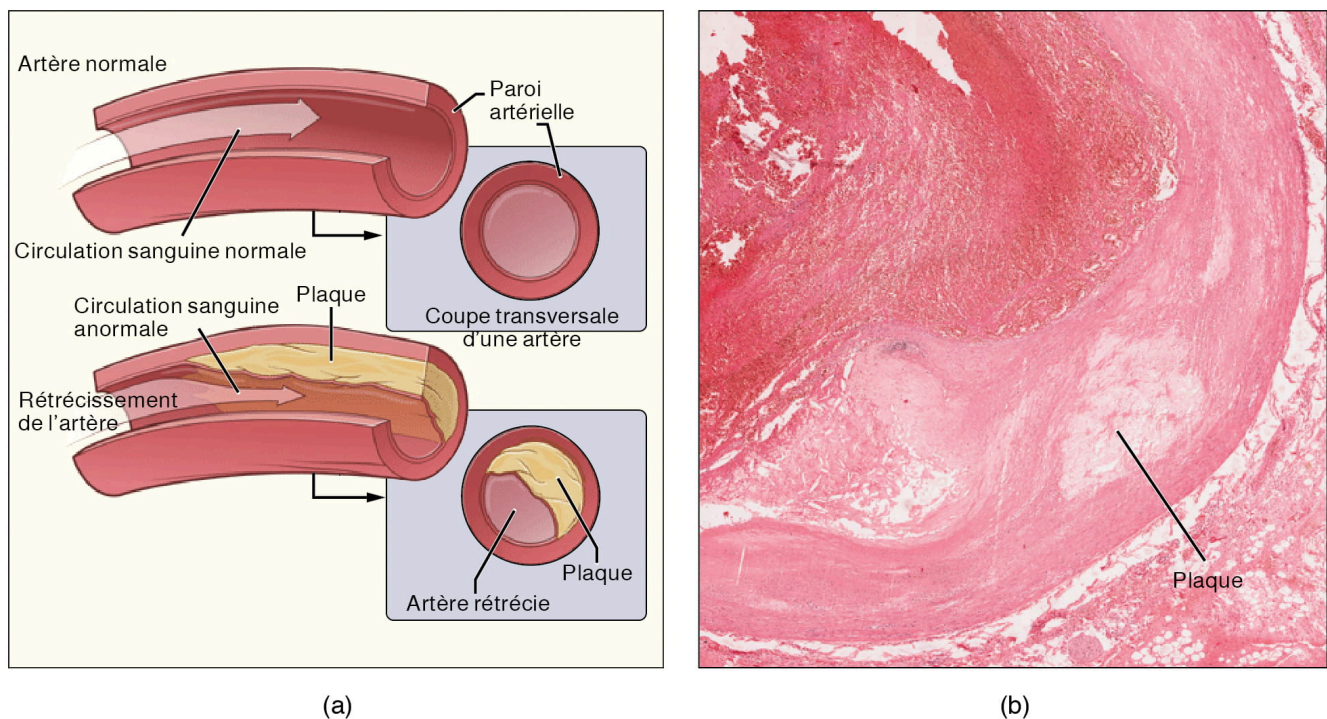 Artère normale
Paroi
artérielle
Circulation sanguine normale
Coupe transversale
d'une artère
Circulation sanguine
anormale
Plaque
Rétrécissement
de l'artère
Plaque
Artère rétrécie
Plaque
(a)
(b)